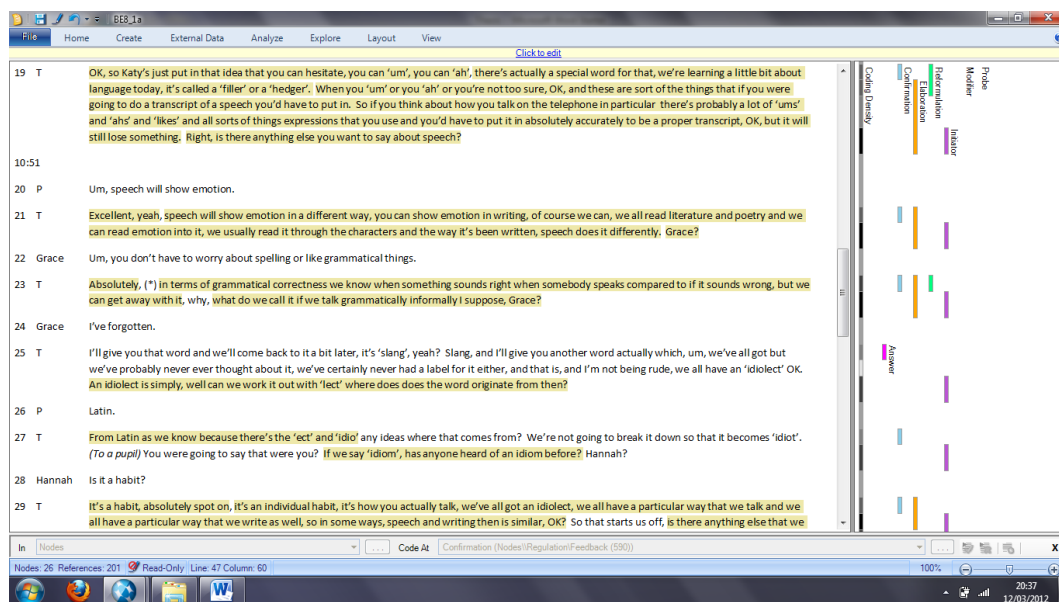 BE8_1a
File Home Create External Data Analyze Explore Layout View
Click to edit
19 T OK, so Katy's just put in that idea that you can hesitate, you can 'um', you can 'ah', there's actually a special word for that, we're learning a little bit about
language today, it's called a 'filler' or a 'hedger'. When you 'um' or you 'ah' or you're not too sure, OK, and these are sort of the things that if you were
going to do a transcript of a speech you'd have to put in. So if you think about how you talk on the telephone in particular there's probably a lot of 'ums'
and 'ahs' and 'likes' and all sorts of things expressions that you use and you'd have to put it in absolutely accurately to be a proper transcript, OK, but it will
still lose something. Right, is there anything else you want to say about speech?
10:51
20 P Um, speech will show emotion.
21 T Excellent, yeah, speech will show emotion in a different way, you can show emotion in writing, of course we can, we all read literature and poetry and we
can read emotion into it, we usually read it through the characters and the way it's been written, speech does it differently. Grace?
22 Grace Um, you don't have to worry about spelling or like grammatical things.
23 T Absolutely, (*) in terms of grammatical correctness we know when something sounds right when somebody speaks compared to if it sounds wrong, but we
can get away with it, why, what do we call it if we talk grammatically informally I suppose, Grace?
24 Grace I've forgotten.
25 T I'll give you that word and we'll come back to it a bit later, it's 'slang', yeah? Slang, and I'll give you another word actually which, um, we've all got but
we've probably never ever thought about it, we've certainly never had a label for it either, and that is, and I'm not being rude, we all have an 'idiolect' OK.
An idiolect is simply, well can we work it out with 'lect' where does does the word originate from then?
26 P Latin.
27 T From Latin as we know because there's the 'ect' and 'idio' any ideas where that comes from? We're not going to break it down so that it becomes 'idiot'.
(To a pupil) You were going to say that were you? If we say 'idiom', has anyone heard of an idiom before? Hannah?
28 Hannah Is it a habit?
29 T It's a habit, absolutely spot on, it's an individual habit, it's how you actually talk, we've all got an idiolect, we all have a particular way that we talk and we
all have a particular way that we write as well, so in some ways, speech and writing then is similar, OK? So that starts us off, is there anything else that we
Coding Density
Answer
Confirmation
Elaboration
Reformulation
Initiator
Modifier
Probe
In Nodes ... Code At Confirmation (Nodes\\Regulation\Feedback (590)) ... X
Nodes: 26 References: 201 Read-Only Line: 47 Column: 60 100%
W
20:37
12/03/2012